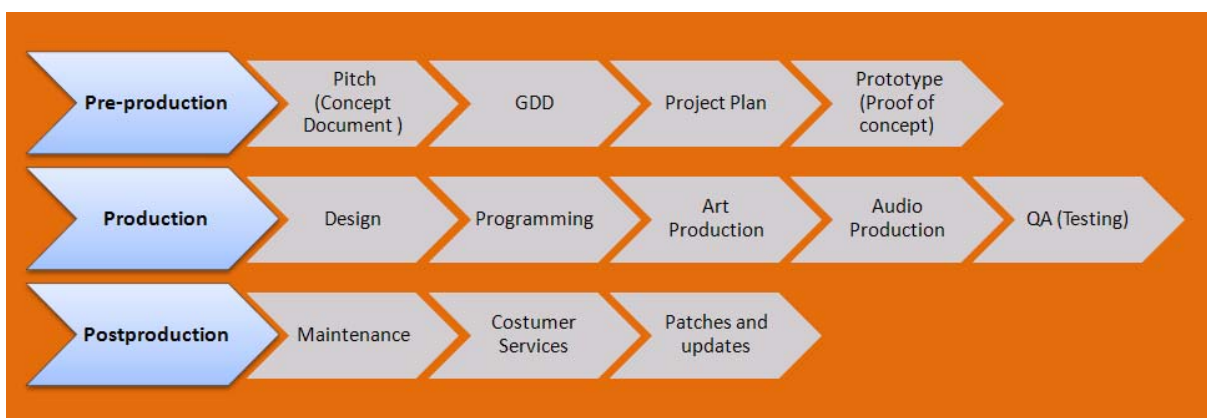 Pre-production
Pitch
(Concept
Document )
GDD
Project Plan
Prototype
(Proof of
concept)
Production
Design
Programming
Art
Production
Audio
Production
QA (Testing)
Postproduction
Maintenance
Costumer
Services
Patches and
updates